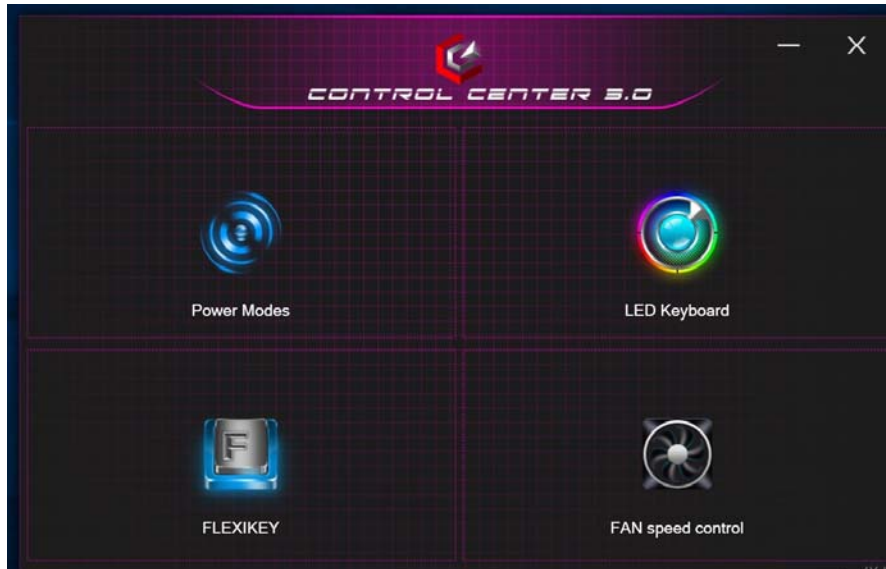 CONTROL CENTER 3.0
Power Modes
LED Keyboard
F
FLEXIKEY
FAN speed control